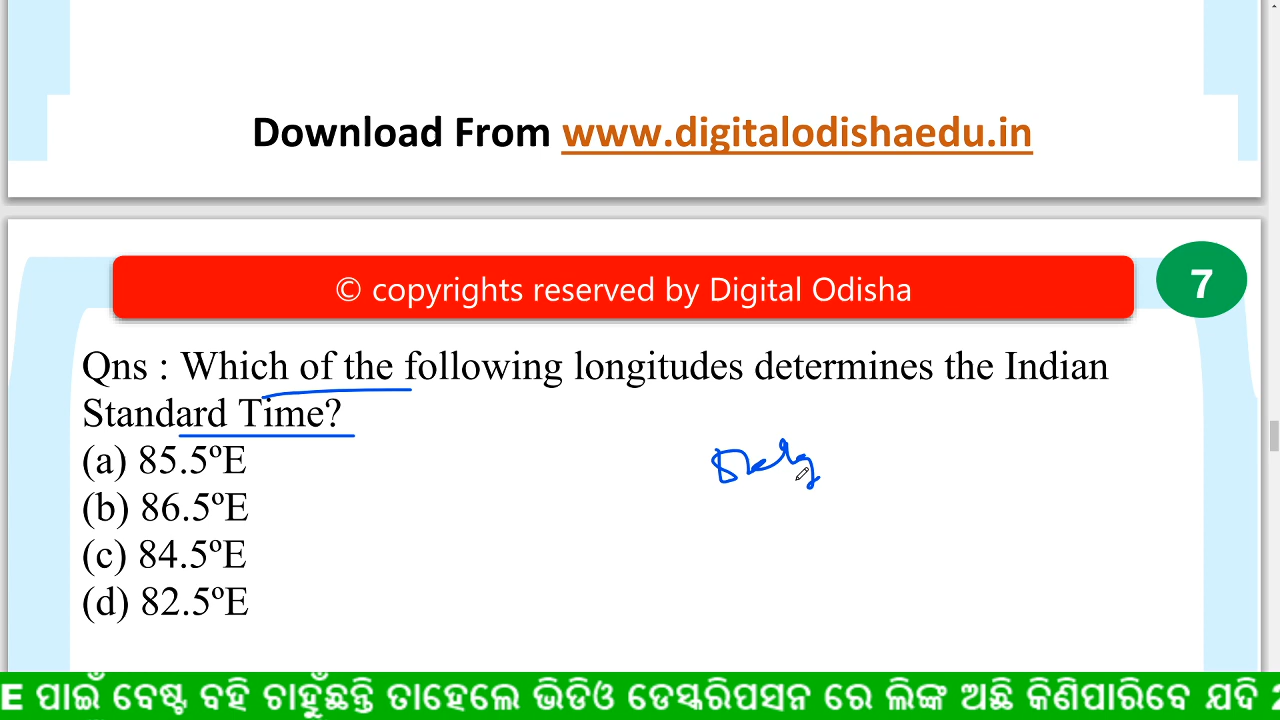 Download From www.digitalodishaedu.in
© copyrights reserved by Digital Odisha
7
Qns : Which of the following longitudes determines the Indian
Standard Time?
(a) 85.5ºE
(b) 86.5ºE
(c) 84.5ºE
(d) 82.5ºE
E ପାଇଁ ବେଷ୍ଟ ବହି ଚାହୁଁଛନ୍ତି ତାହେଲେ ଭିଡିଓ ଡେସ୍କରିପସନ ରେ ଲିଙ୍କ ଅଛି କିଣିପାରିବେ ଯଦି 2